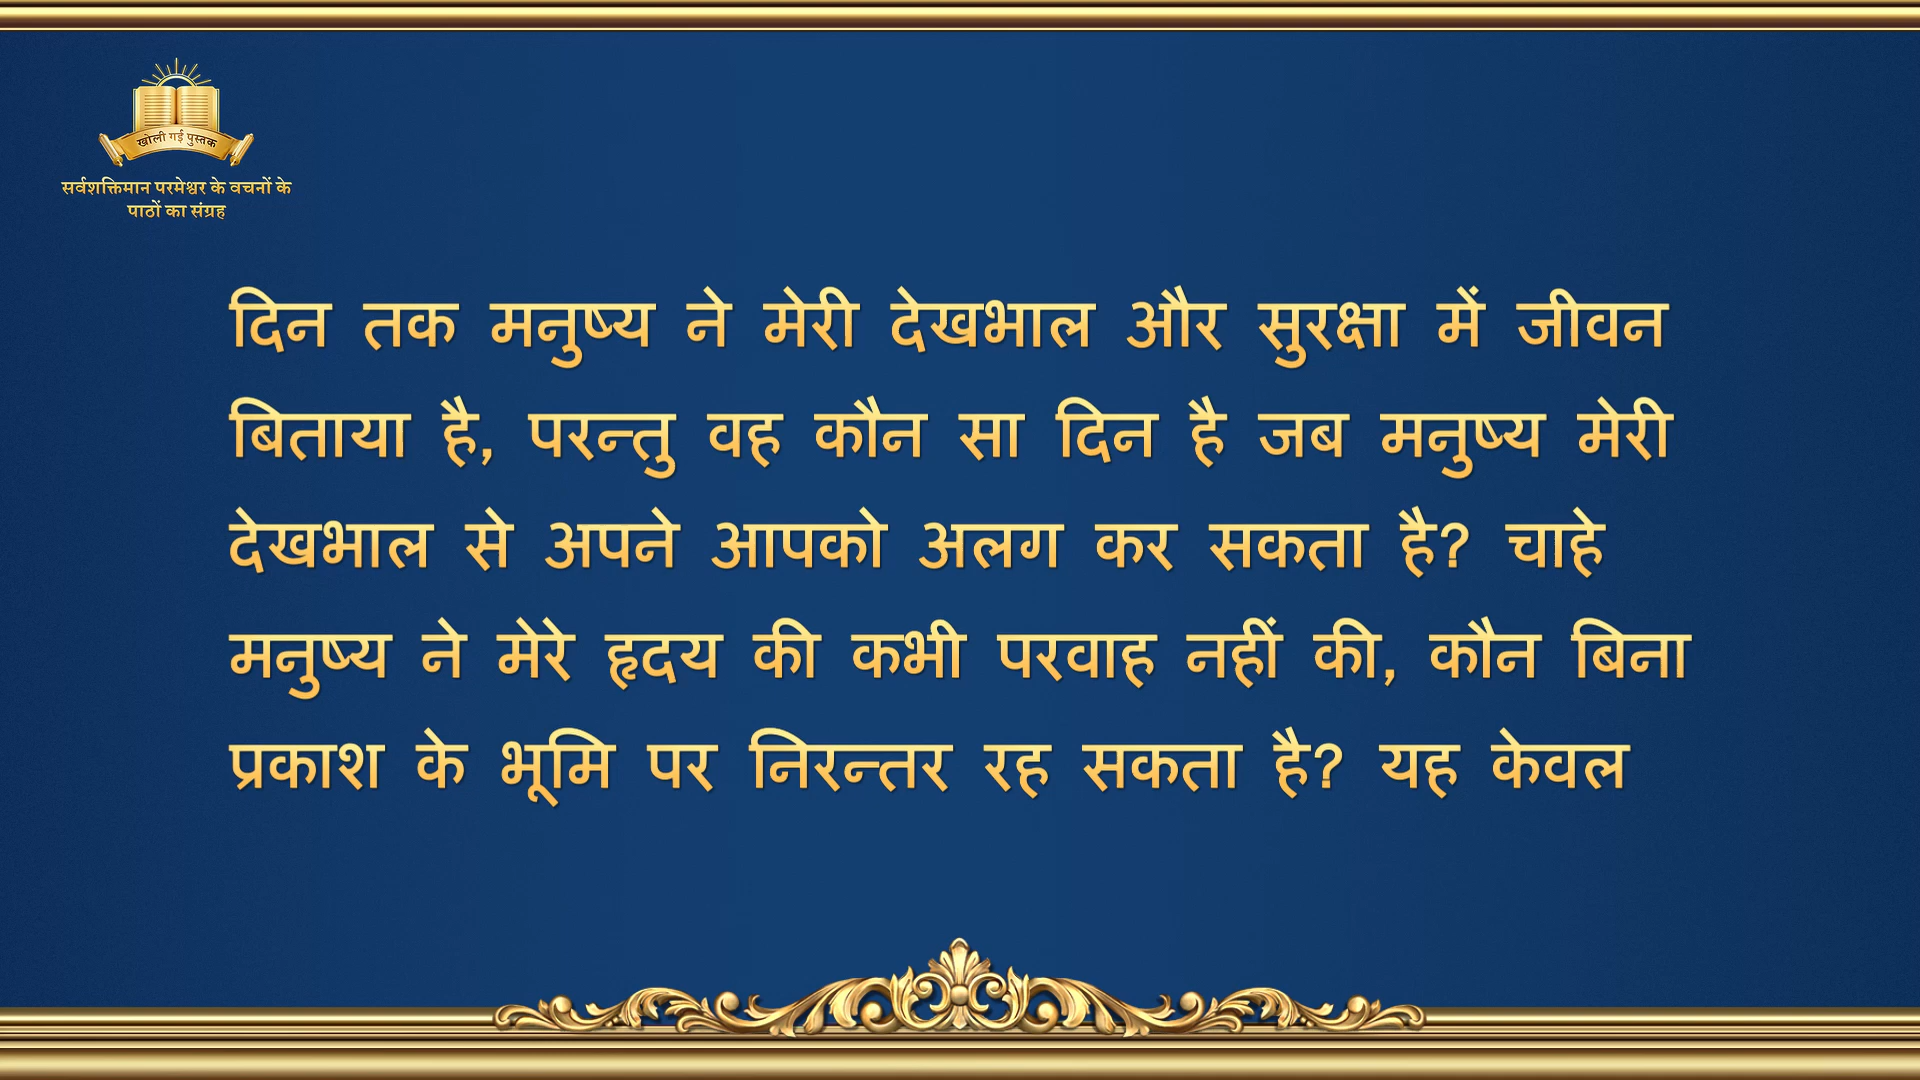 खोली गई पुस्तक
सर्वशक्तिमान परमेश्वर के वचनों के
पाठों का संग्रह
दिन तक मनुष्य ने मेरी देखभाल और सुरक्षा में जीवन
बिताया है, परन्तु वह कौन सा दिन है जब मनुष्य मेरी
देखभाल से अपने आपको अलग कर सकता है? चाहे
मनुष्य ने मेरे हृदय की कभी परवाह नहीं की, कौन बिना
प्रकाश के भूमि पर निरन्तर रह सकता है? यह केवल